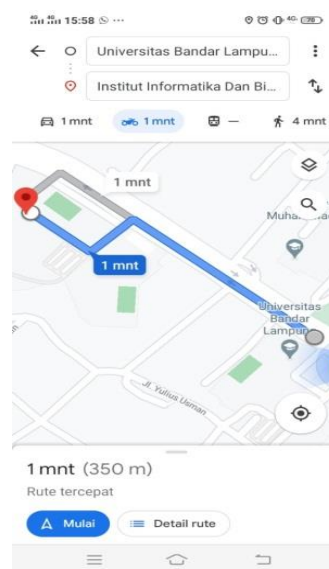 15:58
Universitas Bandar Lampu...
Institut Informatika Dan Bi...
1 mnt
1 mnt
—
4 mnt
1 mnt
1 mnt
Universitas
Bandar
Lampung
Jl. Yulius Usman
1 mnt (350 m)
Rute tercepat
Mulai
Detail rute